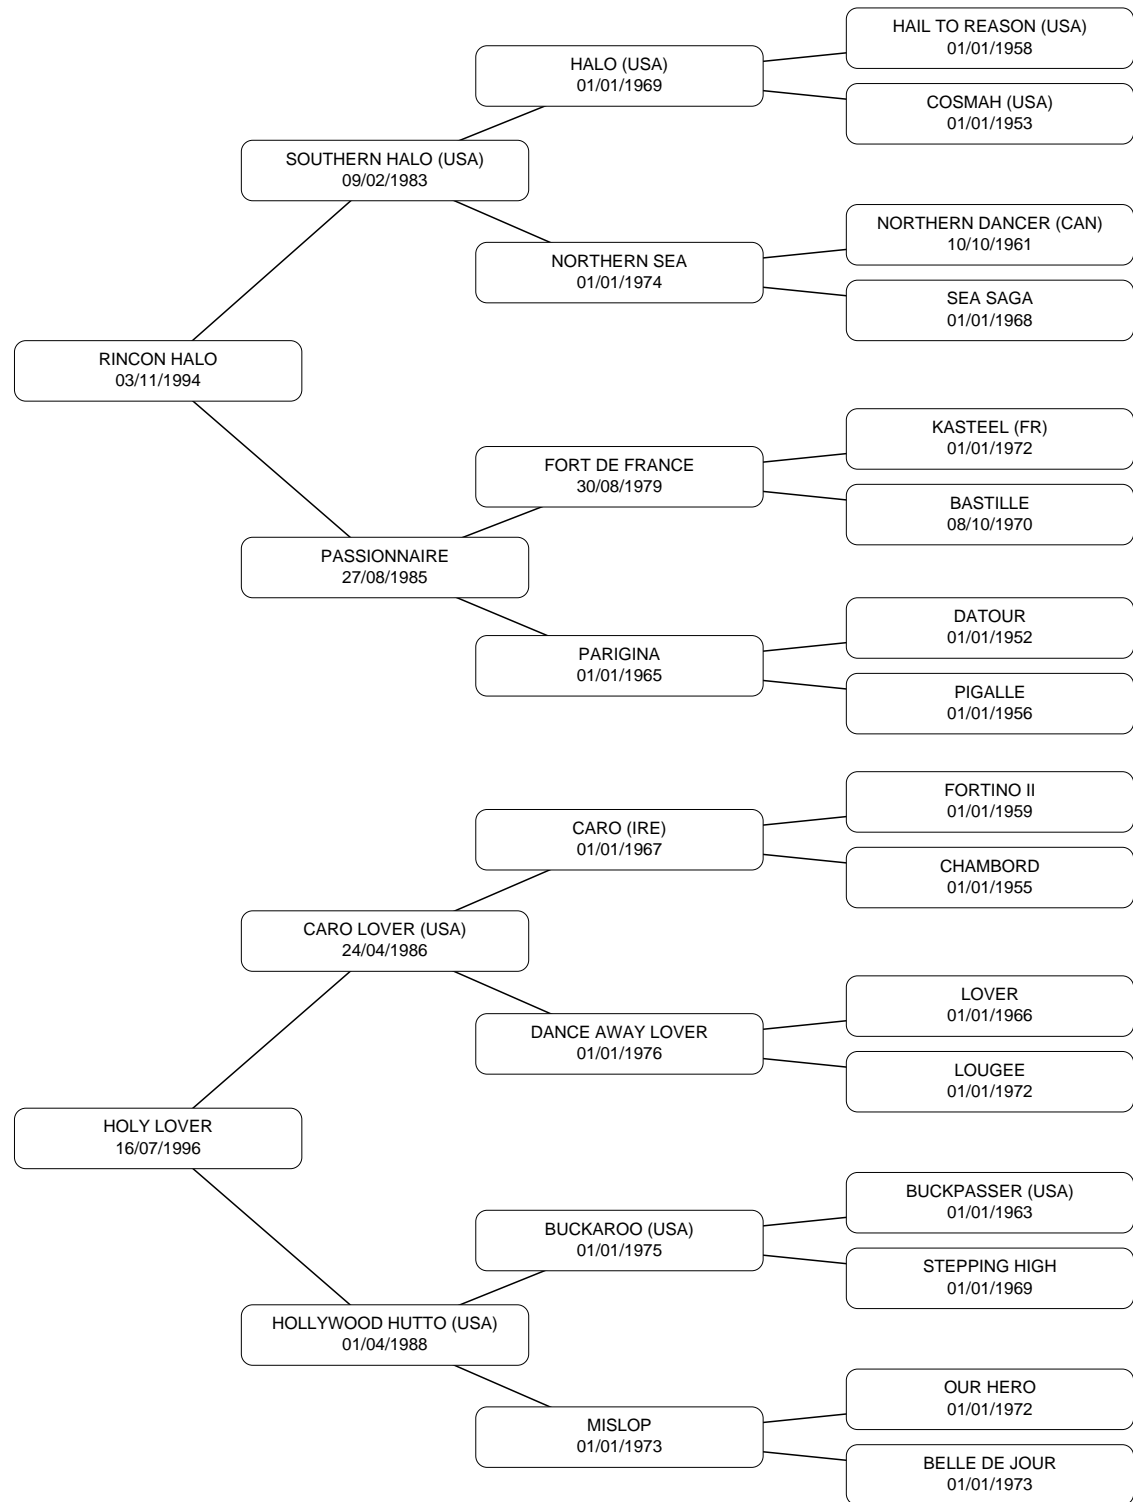 HAIL TO REASON (USA)
01/01/1958
HALO (USA)
01/01/1969
COSMAH (USA)
01/01/1953
SOUTHERN HALO (USA)
09/02/1983
NORTHERN DANCER (CAN)
10/10/1961
NORTHERN SEA
01/01/1974
SEA SAGA
01/01/1968
RINCON HALO
03/11/1994
KASTEEL (FR)
01/01/1972
FORT DE FRANCE
30/08/1979
BASTILLE
08/10/1970
PASSIONNAIRE
27/08/1985
DATOUR
01/01/1952
PARIGINA
01/01/1965
PIGALLE
01/01/1956
FORTINO II
01/01/1959
CARO (IRE)
01/01/1967
CHAMBORD
01/01/1955
CARO LOVER (USA)
24/04/1986
LOVER
01/01/1966
DANCE AWAY LOVER
01/01/1976
LOUGEE
01/01/1972
HOLY LOVER
16/07/1996
BUCKPASSER (USA)
01/01/1963
BUCKAROO (USA)
01/01/1975
STEPPING HIGH
01/01/1969
HOLLYWOOD HUTTO (USA)
01/04/1988
OUR HERO
01/01/1972
MISLOP
01/01/1973
BELLE DE JOUR
01/01/1973